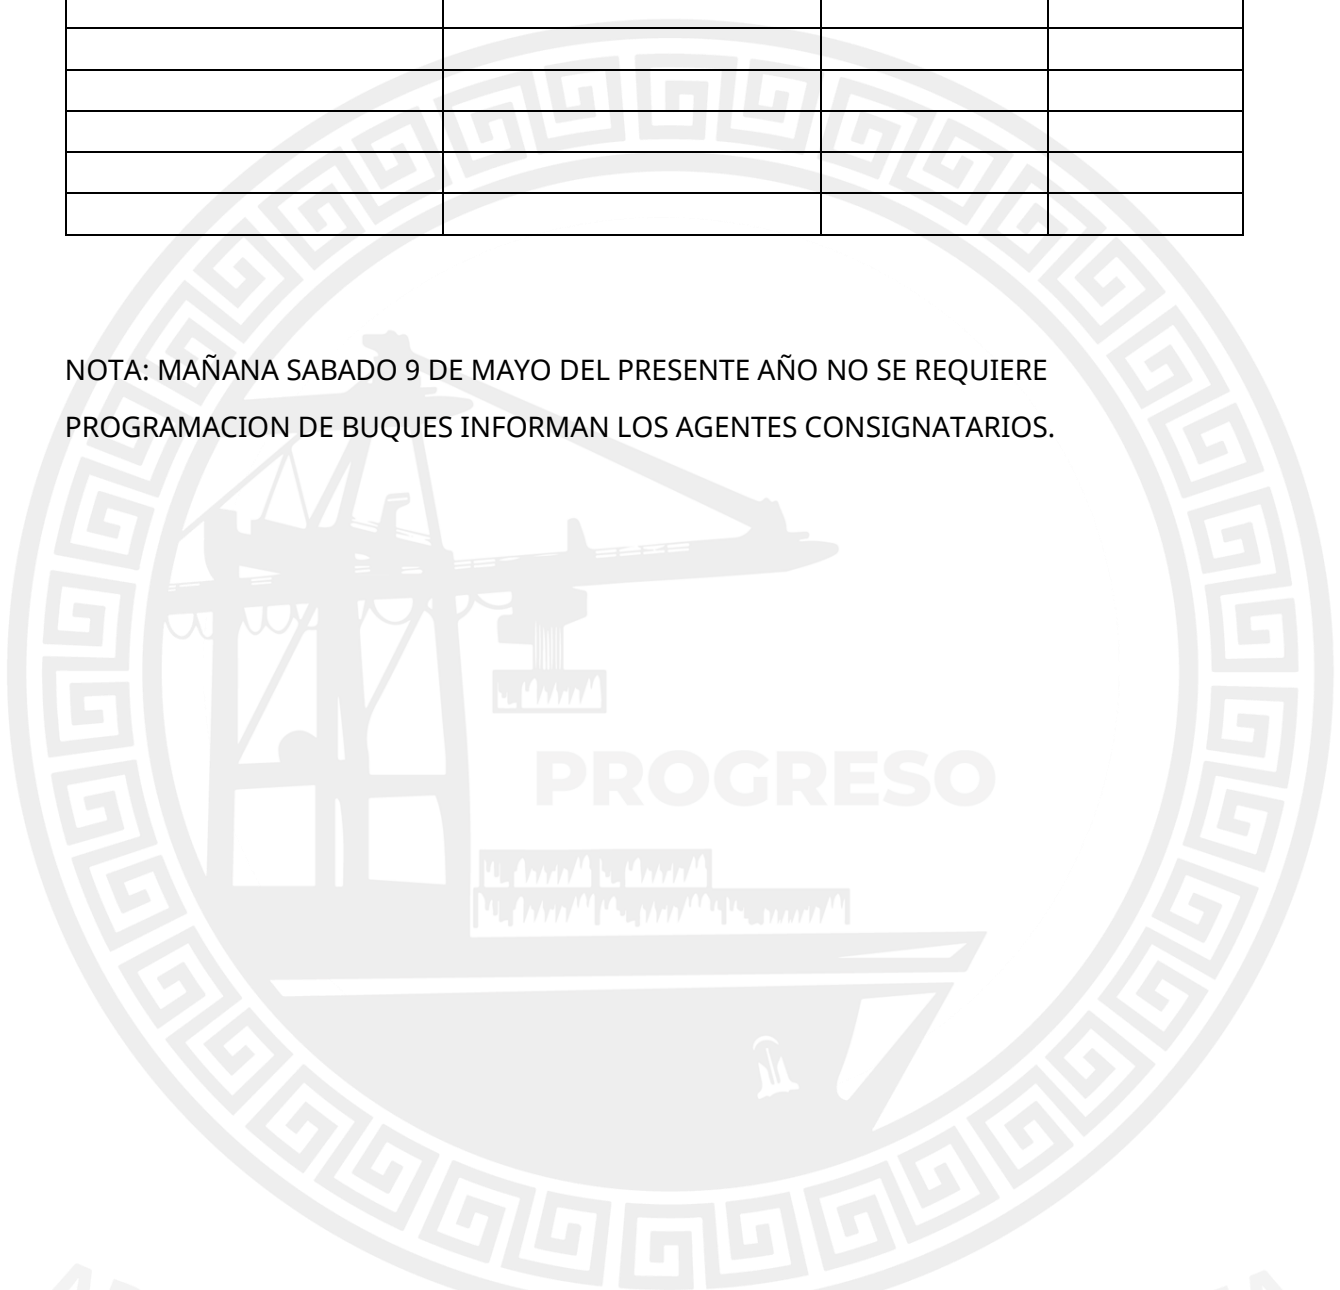 NOTA: MAÑANA SABADO 9 DE MAYO DEL PRESENTE AÑO NO SE REQUIERE
PROGRAMACION DE BUQUES INFORMAN LOS AGENTES CONSIGNATARIOS.
PROGRESO